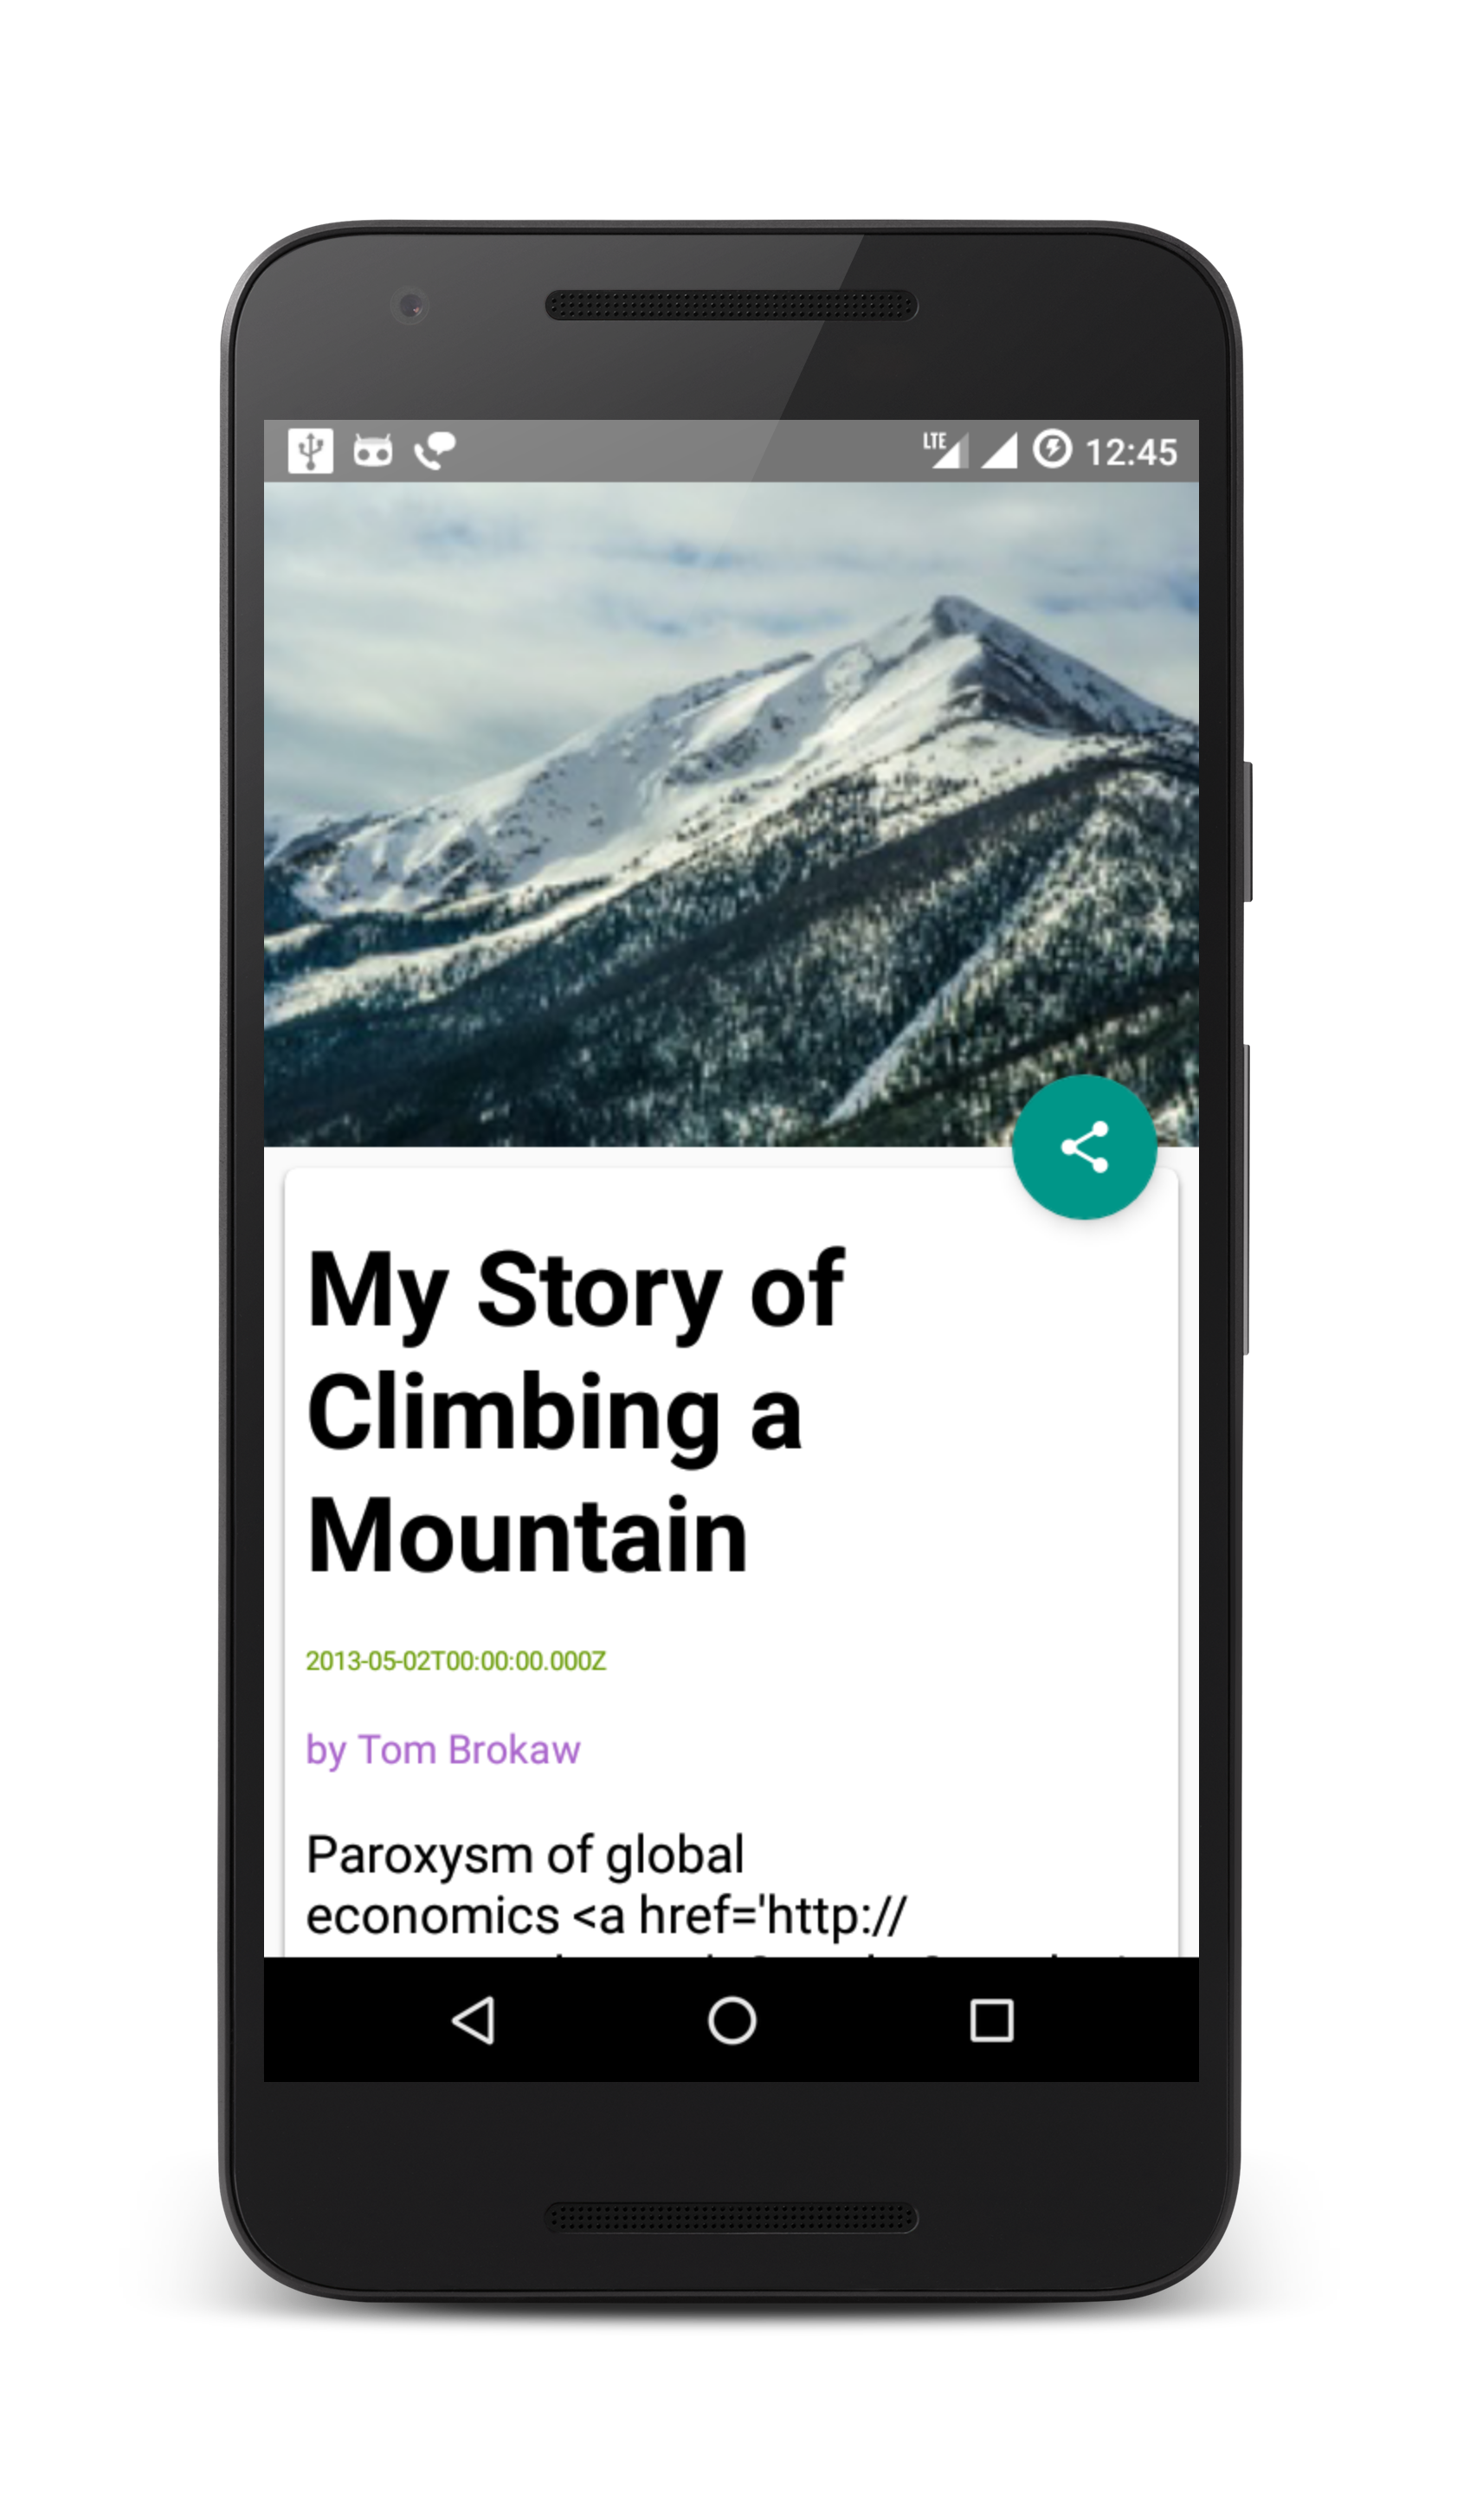 LTE 12:45
My Story of
Climbing a
Mountain
2013-05-02T00:00:00.000Z
by Tom Brokaw
Paroxysm of global
economics <a href='http://